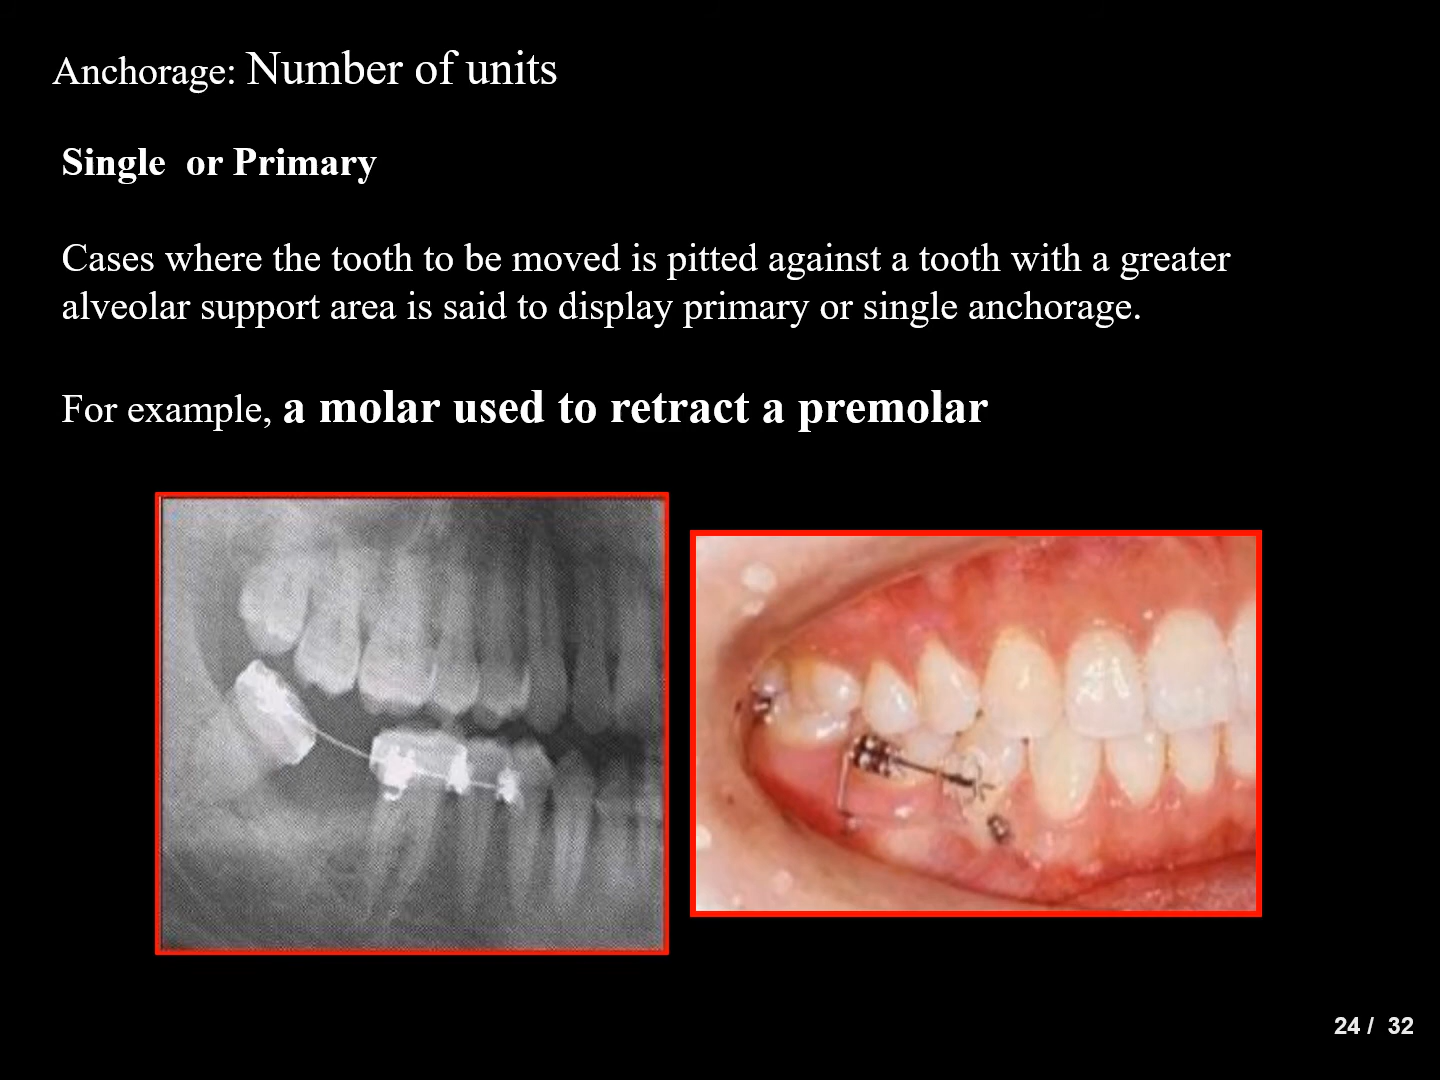 Anchorage: Number of units
Single or Primary
Cases where the tooth to be moved is pitted against a tooth with a greater
alveolar support area is said to display primary or single anchorage.
For example, a molar used to retract a premolar
24 / 32